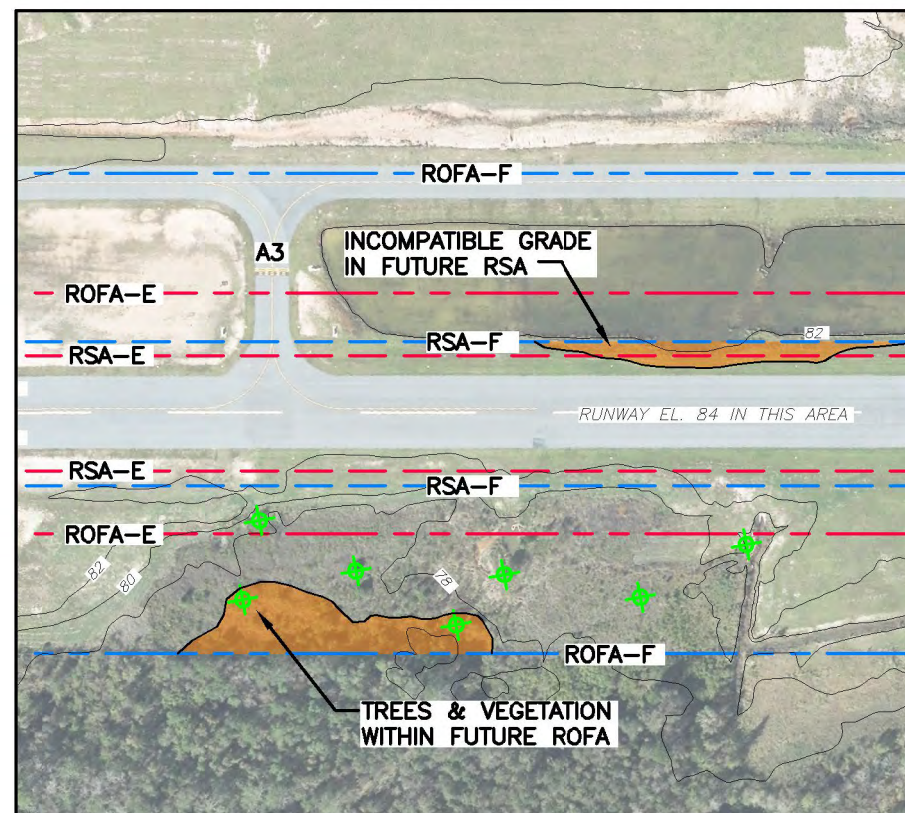 ROFA-F
A3
INCOMPATIBLE GRADE
IN FUTURE RSA
ROFA-E
82
RSA-F
RSA-E
RUNWAY EL. 84 IN THIS AREA
RSA-E
RSA-F
ROFA-E
82
80
78
ROFA-F
TREES & VEGETATION
WITHIN FUTURE ROFA